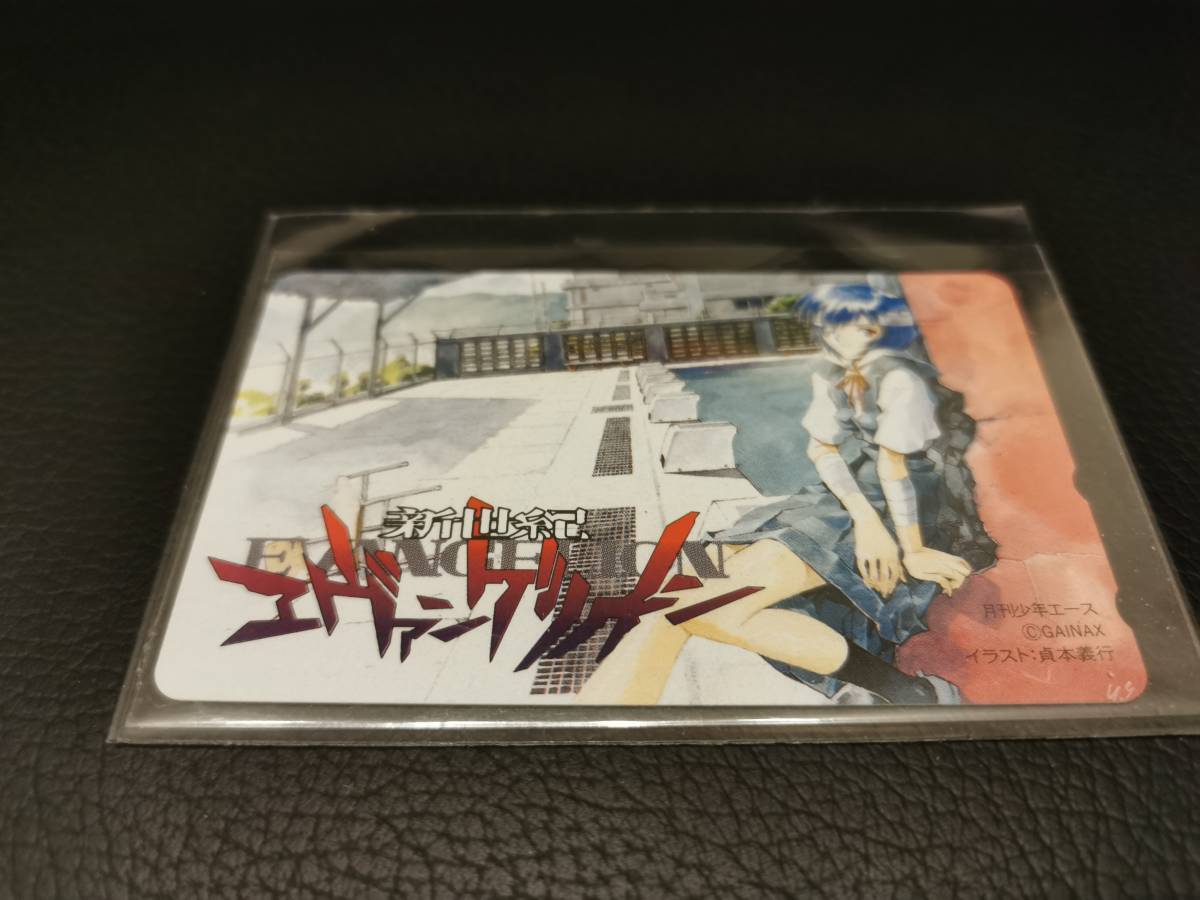 新世紀
EVANGELION
エヴァンゲリオン
月刊少年エース
©GAINAX
イラスト:貞本義行
y.s